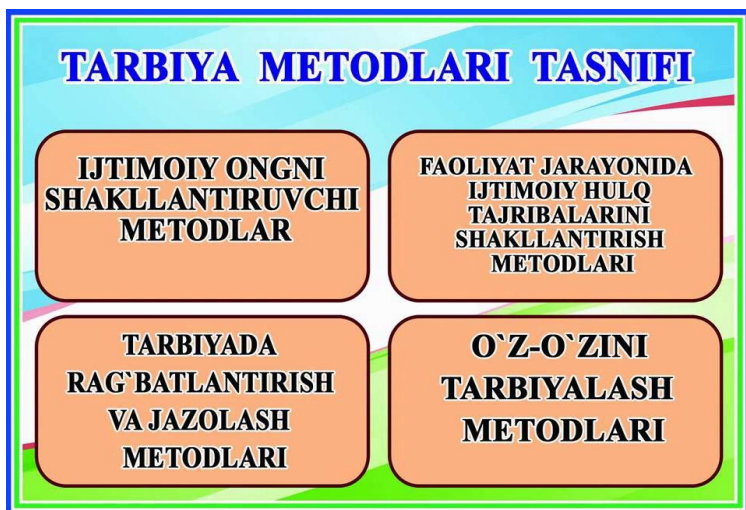 TARBIYA METODLARI TASNIFI
IJTIMOIY ONGNI
SHAKLLANTIRUVCHI
METODLAR
FAOLIYAT JARAYONIDA
IJTIMOIY HULQ
TAJRIBALARINI
SHAKLLANTIRISH
METODLARI
TARBIYADA
RAG`BATLANTIRISH
VA JAZOLASH
METODLARI
O`Z-O`ZINI
TARBIYALASH
METODLARI